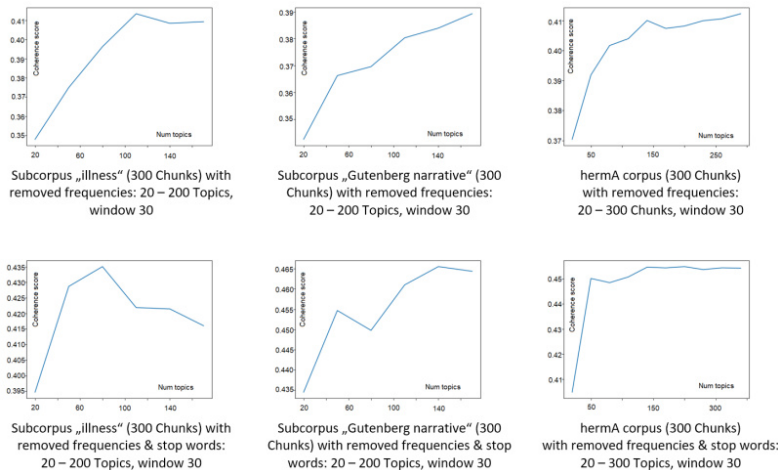 0.41
0.40
0.39
0.38
0.37
0.36
0.35
Coherence score
Num topics
20 60 100 140
Subcorpus „illness“ (300 Chunks) with
removed frequencies: 20 – 200 Topics,
window 30
0.39
0.38
0.37
0.36
0.35
Coherence score
Num topics
20 60 100 140
Subcorpus „Gutenberg narrative“ (300
Chunks) with removed frequencies:
20 – 200 Topics, window 30
0.41
0.40
0.39
0.38
0.37
Coherence score
Num topics
50 150 250
hermA corpus (300 Chunks)
with removed frequencies:
20 – 300 Chunks, window 30
0.435
0.430
0.425
0.420
0.415
0.410
0.405
0.400
0.395
Coherence score
Num topics
20 60 100 140
Subcorpus „illness“ (300 Chunks) with
removed frequencies & stop words:
20 – 200 Topics, window 30
0.465
0.460
0.455
0.450
0.445
0.440
0.435
Coherence score
Num topics
20 60 100 140
Subcorpus „Gutenberg narrative“ (300
Chunks) with removed frequencies & stop
words: 20 – 200 Topics, window 30
0.45
0.44
0.43
0.42
0.41
Coherence score
Num topics
50 150 300
hermA corpus (300 Chunks)
with removed frequencies & stop words:
20 – 300 Topics, window 30